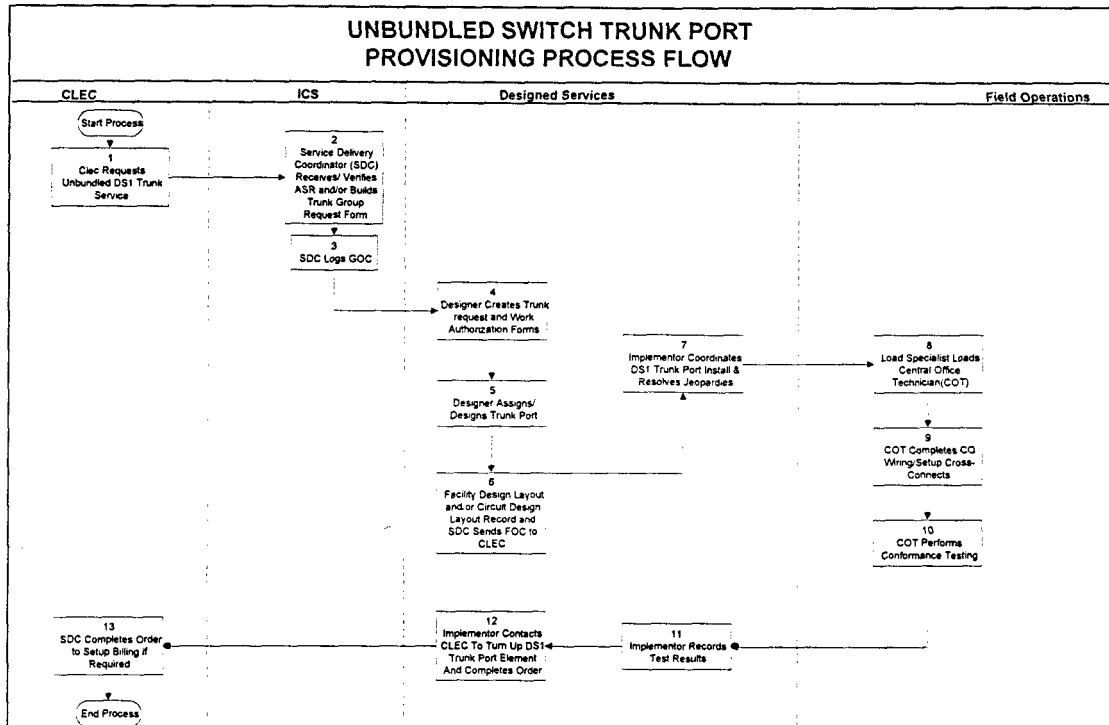 UNBUNDLED SWITCH TRUNK PORT
PROVISIONING PROCESS FLOW
CLEC
ICS
Designed Services
Field Operations
Start Process
1
Clec Requests
Unbundled DS1 Trunk
Service
2
Service Delivery
Coordinator (SDC)
Receives/ Verifies
ASR and/or Builds
Trunk Group
Request Form
3
SDC Logs GOC
4
Designer Creates Trunk
request and Work
Authorization Forms
5
Designer Assigns/
Designs Trunk Port
6
Facility Design Layout
and/or Circuit Design
Layout Record and
SDC Sends FOC to
CLEC
7
Implementor Coordinates
DS1 Trunk Port Install &
Resolves Jeopardies
8
Load Specialist Loads
Central Office
Technician(COT)
9
COT Completes CO
Wiring/Setup Cross-
Connects
10
COT Performs
Conformance Testing
11
Implementor Records
Test Results
12
Implementor Contacts
CLEC To Turn Up DS1
Trunk Port Element
And Completes Order
13
SDC Completes Order
to Setup Billing if
Required
End Process